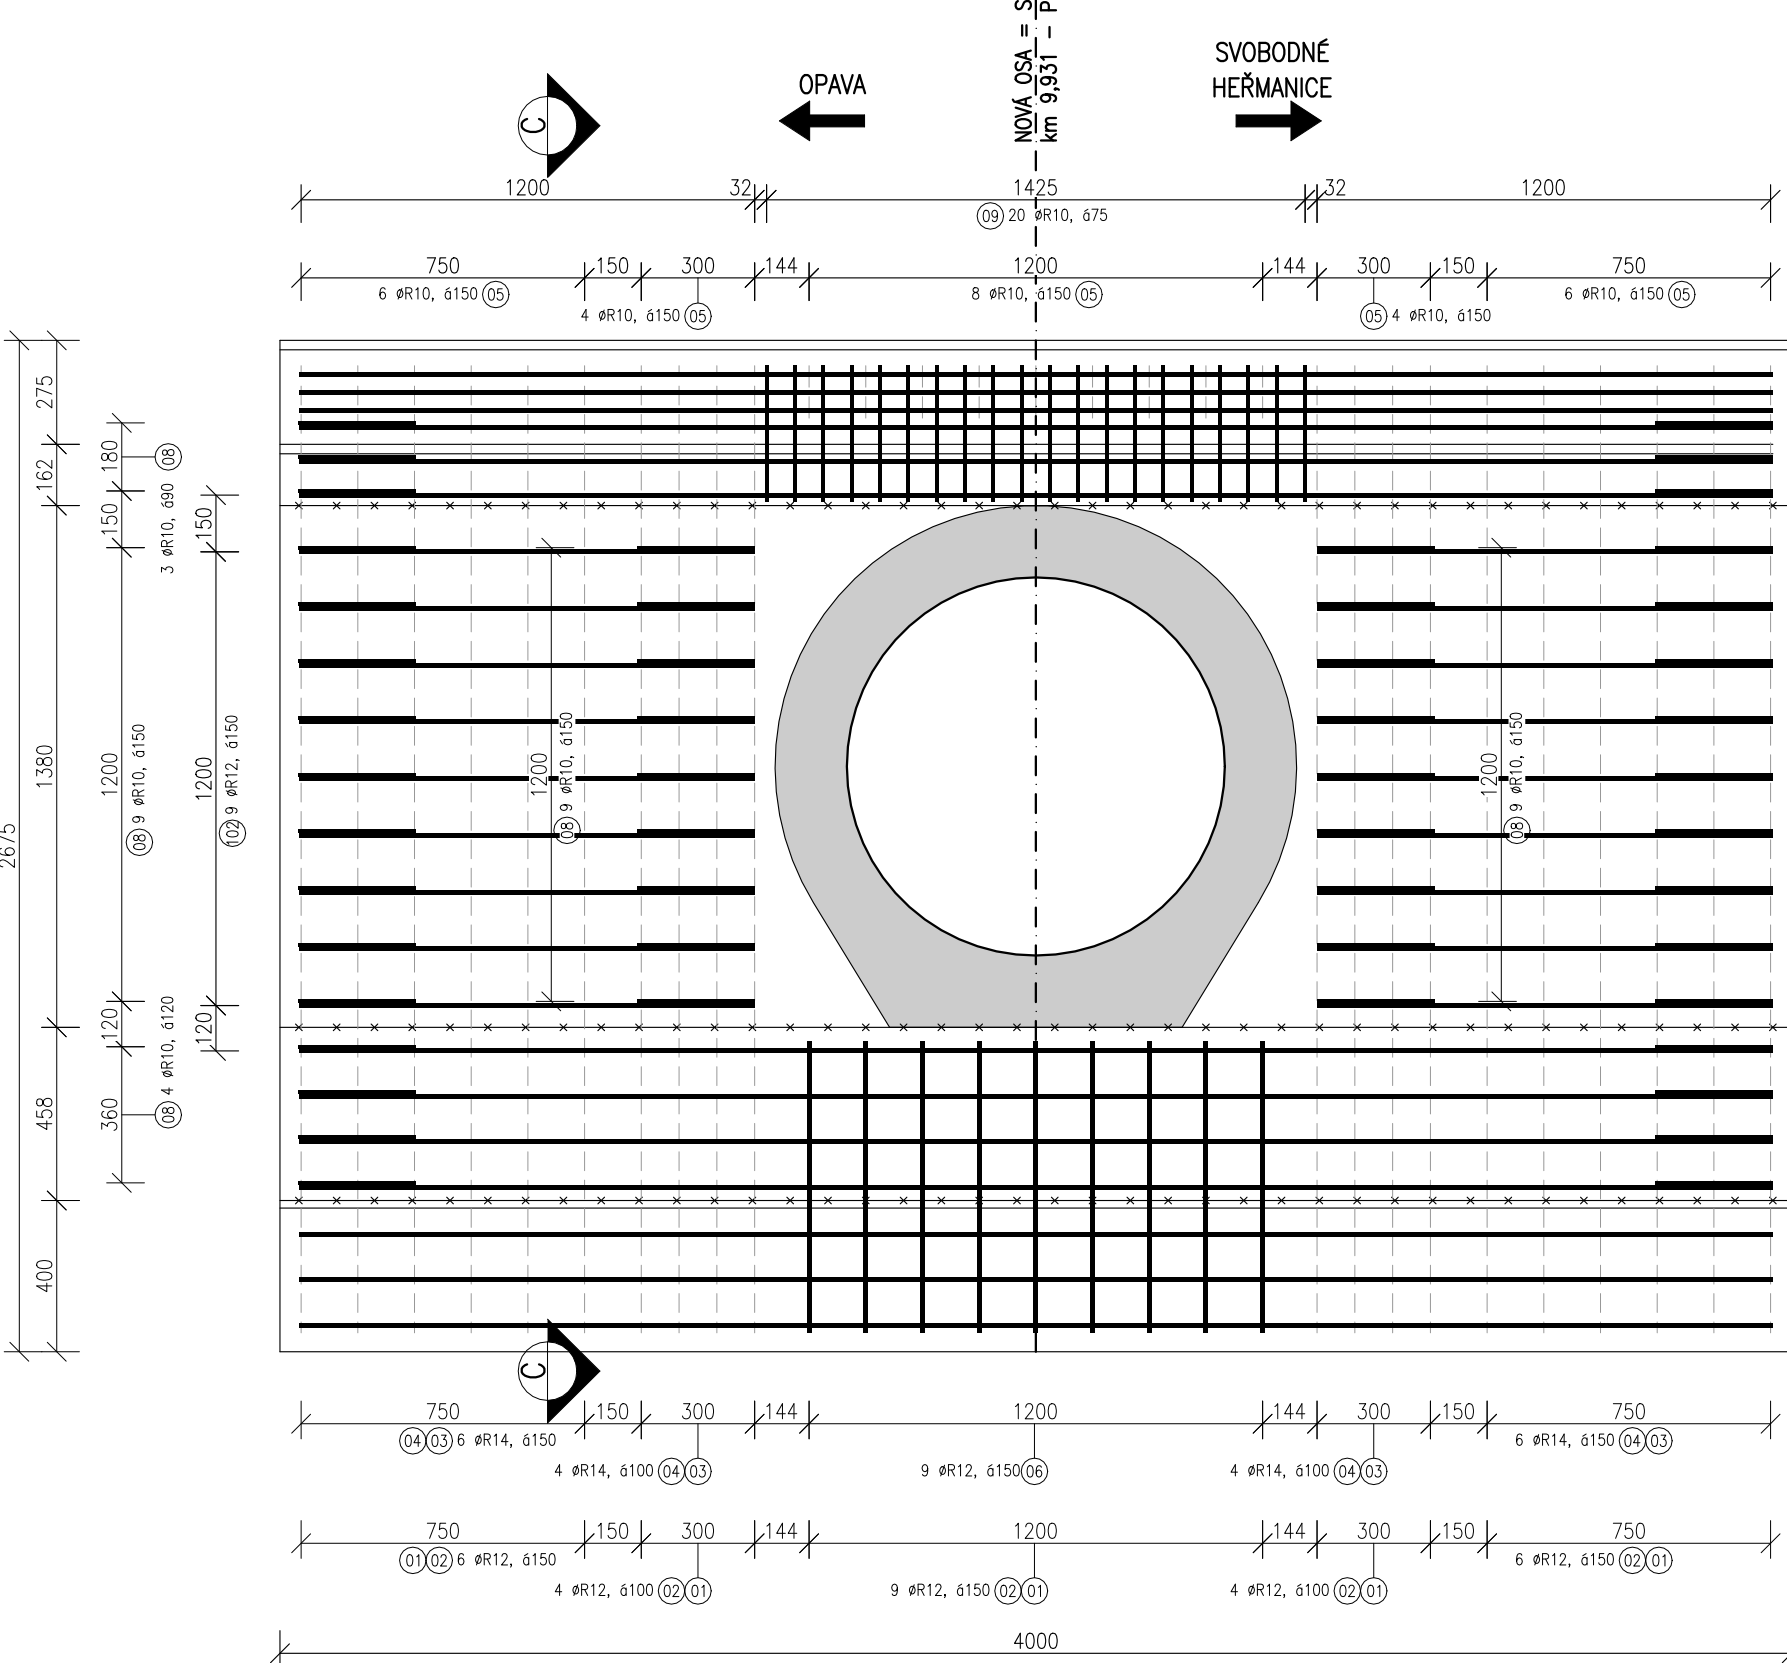 NOVÁ OSA = S
km 9,931 – P
C
OPAVA
SVOBODNÉ
HEŘMANICE
1200
32
1425
32
1200
09 20 øR10, á75
750
150
300
144
1200
144
300
150
750
6 øR10, á150 05
8 øR10, á150 05
6 øR10, á150 05
4 øR10, á150 05
05 4 øR10, á150
2675
275
162
1380
458
400
180
08
150
3 øR10, á90
1200
08 9 øR10, á150
120
360
08 4 øR10, á120
150
1200
102 9 øR12, á150
120
1200
08 9 øR10, á150
1200
08 9 øR10, á150
C
750
150
300
144
1200
144
300
150
750
04 03 6 øR14, á150
6 øR14, á150 04 03
4 øR14, á100 04 03
9 øR12, á150 06
4 øR14, á100 04 03
750
150
300
144
1200
144
300
150
750
01 02 6 øR12, á150
6 øR12, á150 02 01
4 øR12, á100 02 01
9 øR12, á150 02 01
4 øR12, á100 02 01
4000